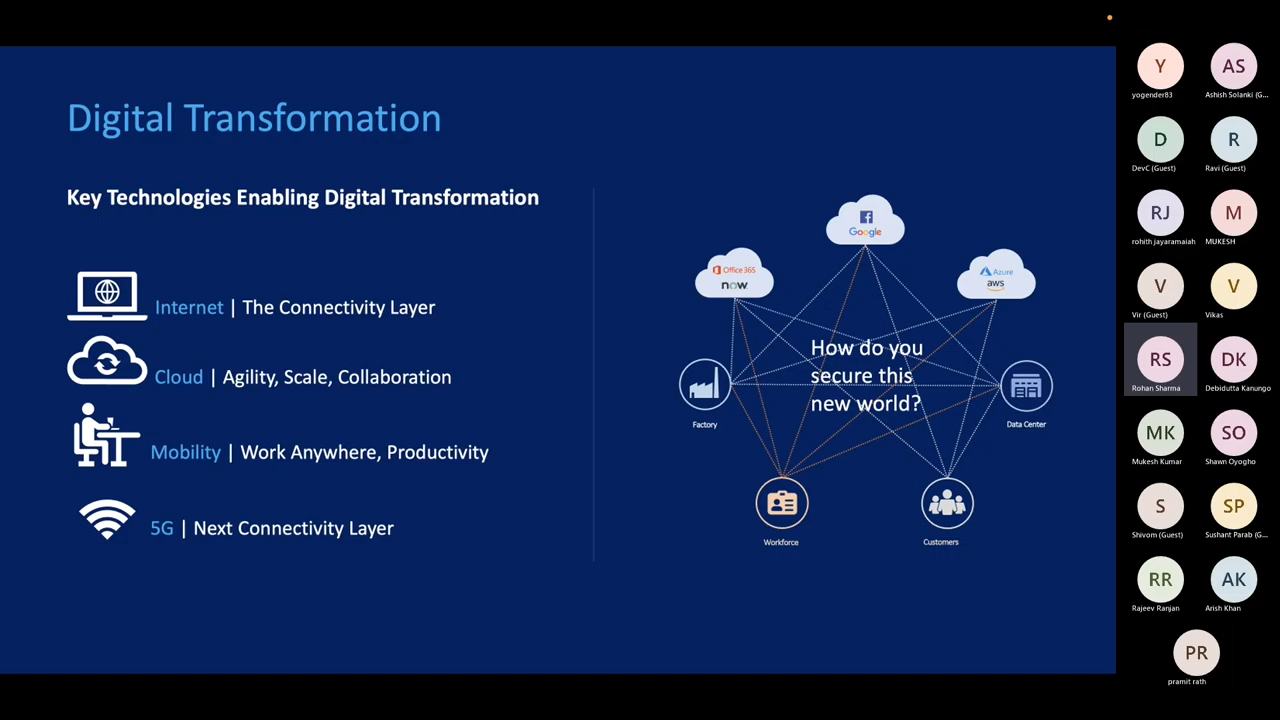 Digital Transformation
Key Technologies Enabling Digital Transformation
Internet | The Connectivity Layer
Cloud | Agility, Scale, Collaboration
Mobility | Work Anywhere, Productivity
5G | Next Connectivity Layer
Google
Office 365
now
Azure
aws
How do you
secure this
new world?
Factory
Data Center
Workforce
Customers
Y
yogender83
AS
Ashish Solanki (G...
D
DevC (Guest)
R
Ravi (Guest)
RJ
rohith jayaramaiah
M
MUKESH
V
Vir (Guest)
V
Vikas
RS
Rohan Sharma
DK
Debidutta Kanungo
MK
Mukesh Kumar
SO
Shawn Oyogho
S
Shivom (Guest)
SP
Sushant Parab (G...
RR
Rajeev Ranjan
AK
Arish Khan
PR
pramit rath